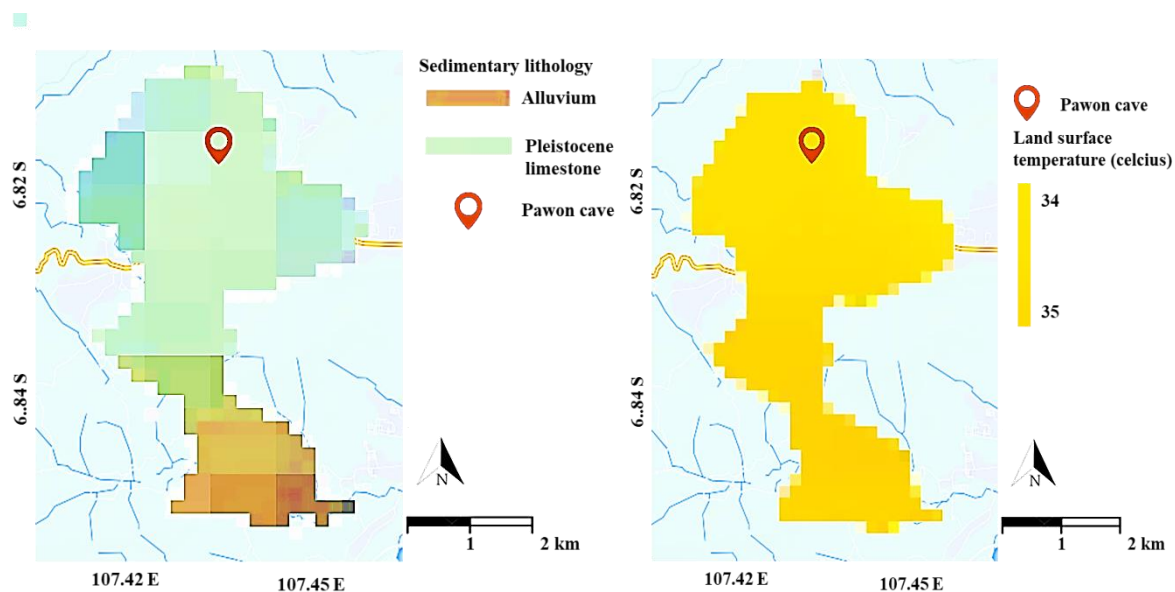 Sedimentary lithology
Alluvium
Pleistocene
limestone
Pawon cave
6.82 S
6.84 S
N
1
2 km
107.42 E
107.45 E
Pawon cave
Land surface
temperature (celcius)
34
35
6.82 S
6.84 S
N
1
2 km
107.42 E
107.45 E